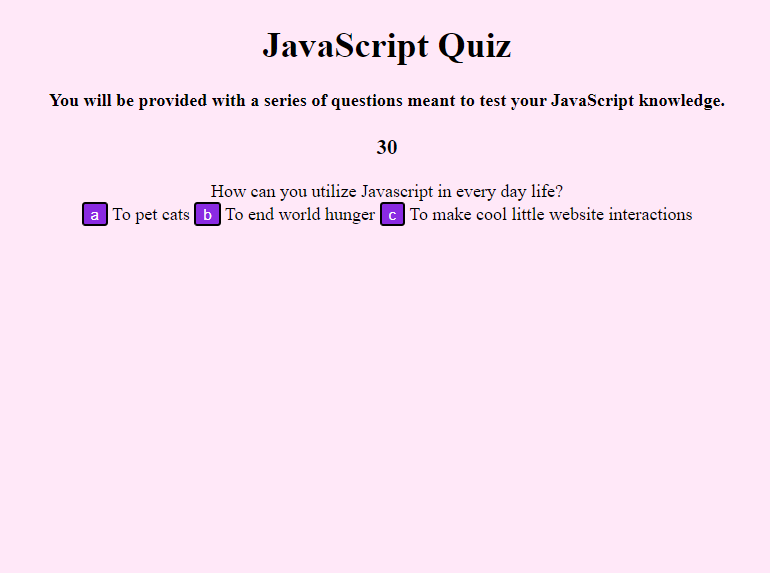 JavaScript Quiz
You will be provided with a series of questions meant to test your JavaScript knowledge.
30
How can you utilize Javascript in every day life?
a To pet cats b To end world hunger c To make cool little website interactions